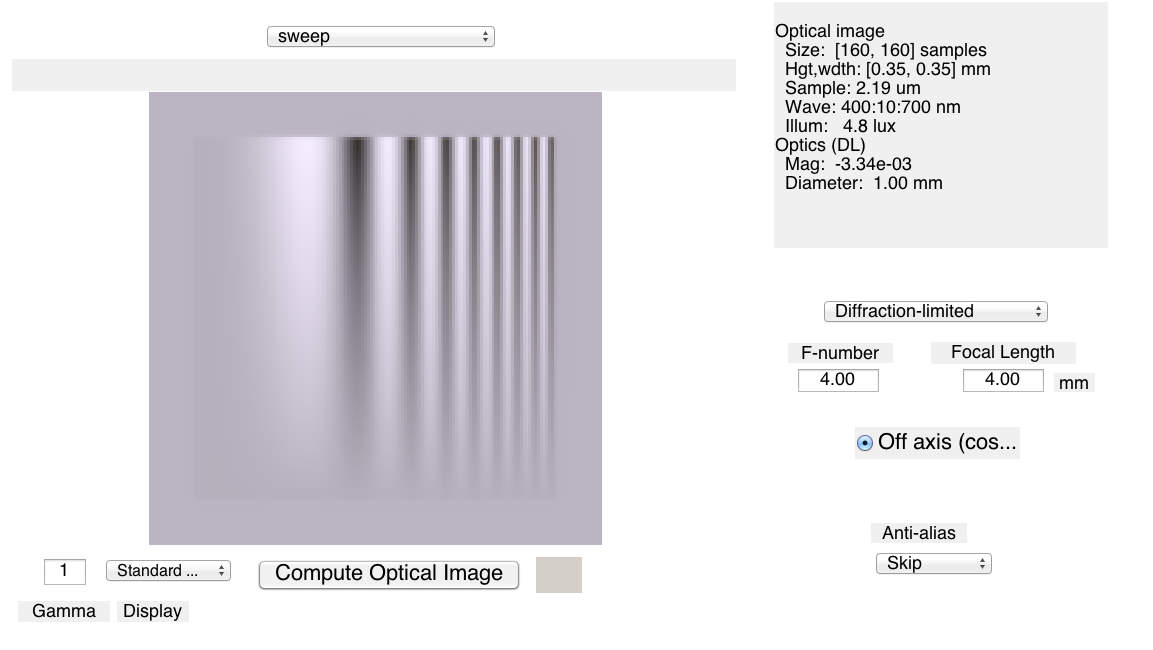 sweep
Optical image
Size:  [160, 160] samples
Hgt,wdth: [0.35, 0.35] mm
Sample: 2.19 um
Wave: 400:10:700 nm
Illum:   4.8 lux
Optics (DL)
Mag:  -3.34e-03
Diameter:  1.00 mm
Diffraction-limited
F-number
Focal Length
4.00
4.00
mm
Off axis (cos...
Anti-alias
Skip
1
Standard ...
Compute Optical Image
Gamma
Display